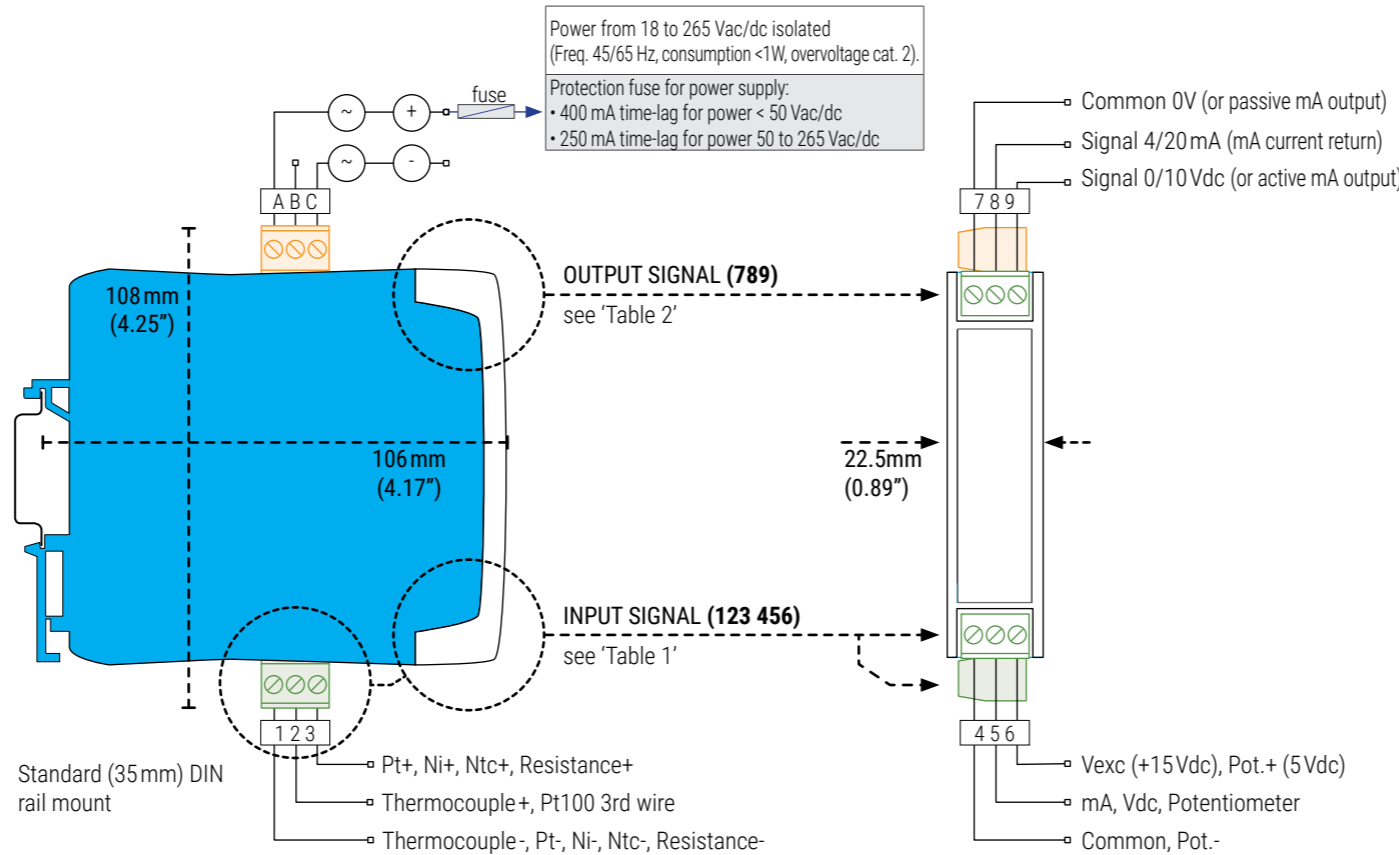 Power from 18 to 265 Vac/dc isolated
(Freq. 45/65 Hz, consumption <1W, overvoltage cat. 2).
Protection fuse for power supply:
• 400 mA time-lag for power < 50 Vac/dc
• 250 mA time-lag for power 50 to 265 Vac/dc
fuse
~ +
~ -
A B C
Common 0V (or passive mA output)
Signal 4/20 mA (mA current return)
Signal 0/10 Vdc (or active mA output)
7 8 9
OUTPUT SIGNAL (789)
see ‘Table 2’
108 mm
(4.25”)
106 mm
(4.17”)
22.5mm
(0.89”)
INPUT SIGNAL (123 456)
see ‘Table 1’
1 2 3
4 5 6
Standard (35 mm) DIN
rail mount
Pt+, Ni+, Ntc+, Resistance+
Thermocouple+, Pt100 3rd wire
Thermocouple-, Pt-, Ni-, Ntc-, Resistance-
Vexc (+15 Vdc), Pot.+ (5 Vdc)
mA, Vdc, Potentiometer
Common, Pot.-